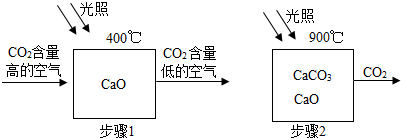 光照
400℃
CO₂含量
高的空气
CaO
CO₂含量
低的空气
步骤1
光照
900℃
CaCO₃
CaO
CO₂
步骤2